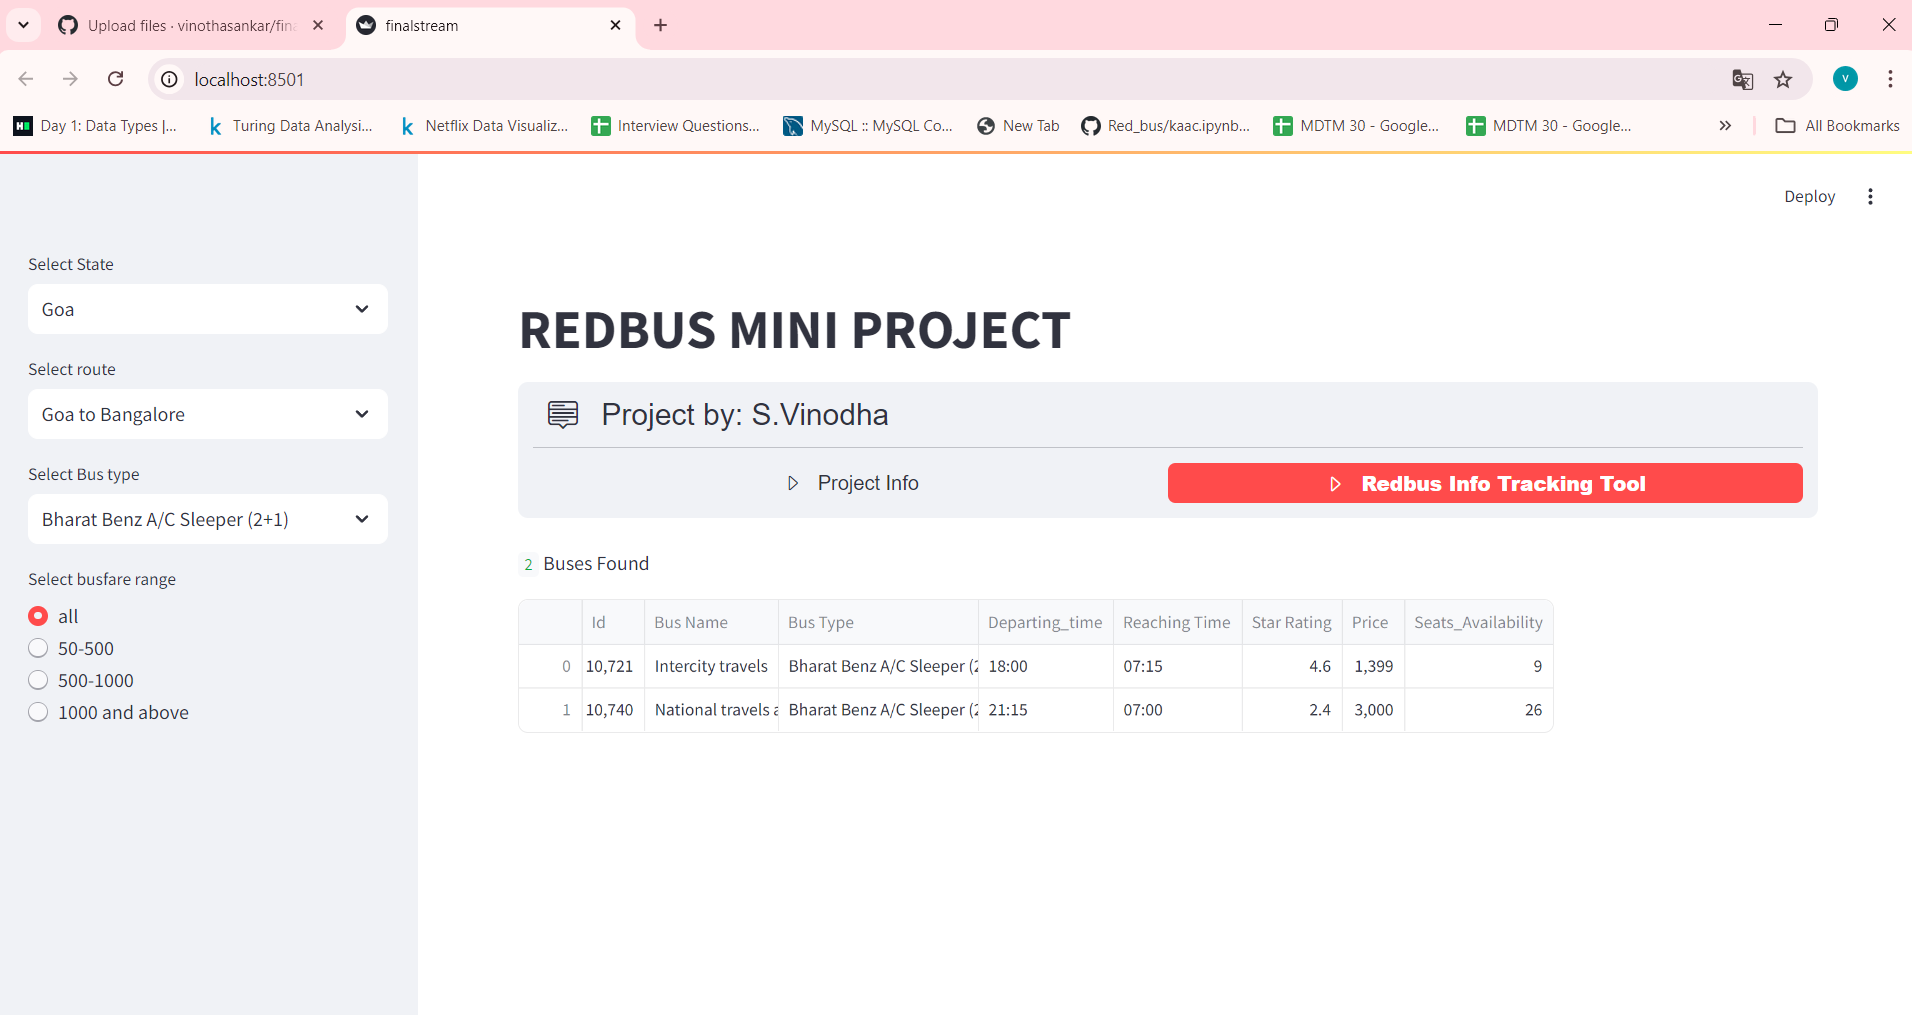 Upload files · vinothasankar/fina
finalstream
localhost:8501
V
Day 1: Data Types |...
Turing Data Analysi...
Netflix Data Visualiz...
Interview Questions...
MySQL :: MySQL Co...
New Tab
Red_bus/kaac.ipynb...
MDTM 30 - Google...
MDTM 30 - Google...
All Bookmarks
Deploy
Select State
Goa
Select route
Goa to Bangalore
Select Bus type
Bharat Benz A/C Sleeper (2+1)
Select busfare range
all
50-500
500-1000
1000 and above
REDBUS MINI PROJECT
Project by: S.Vinodha
Project Info
Redbus Info Tracking Tool
2 Buses Found
Id Bus Name Bus Type Departing_time Reaching Time Star Rating Price Seats_Availability
0 10,721 Intercity travels Bharat Benz A/C Sleeper (2 18:00 07:15 4.6 1,399 9
1 10,740 National travels a Bharat Benz A/C Sleeper (2 21:15 07:00 2.4 3,000 26